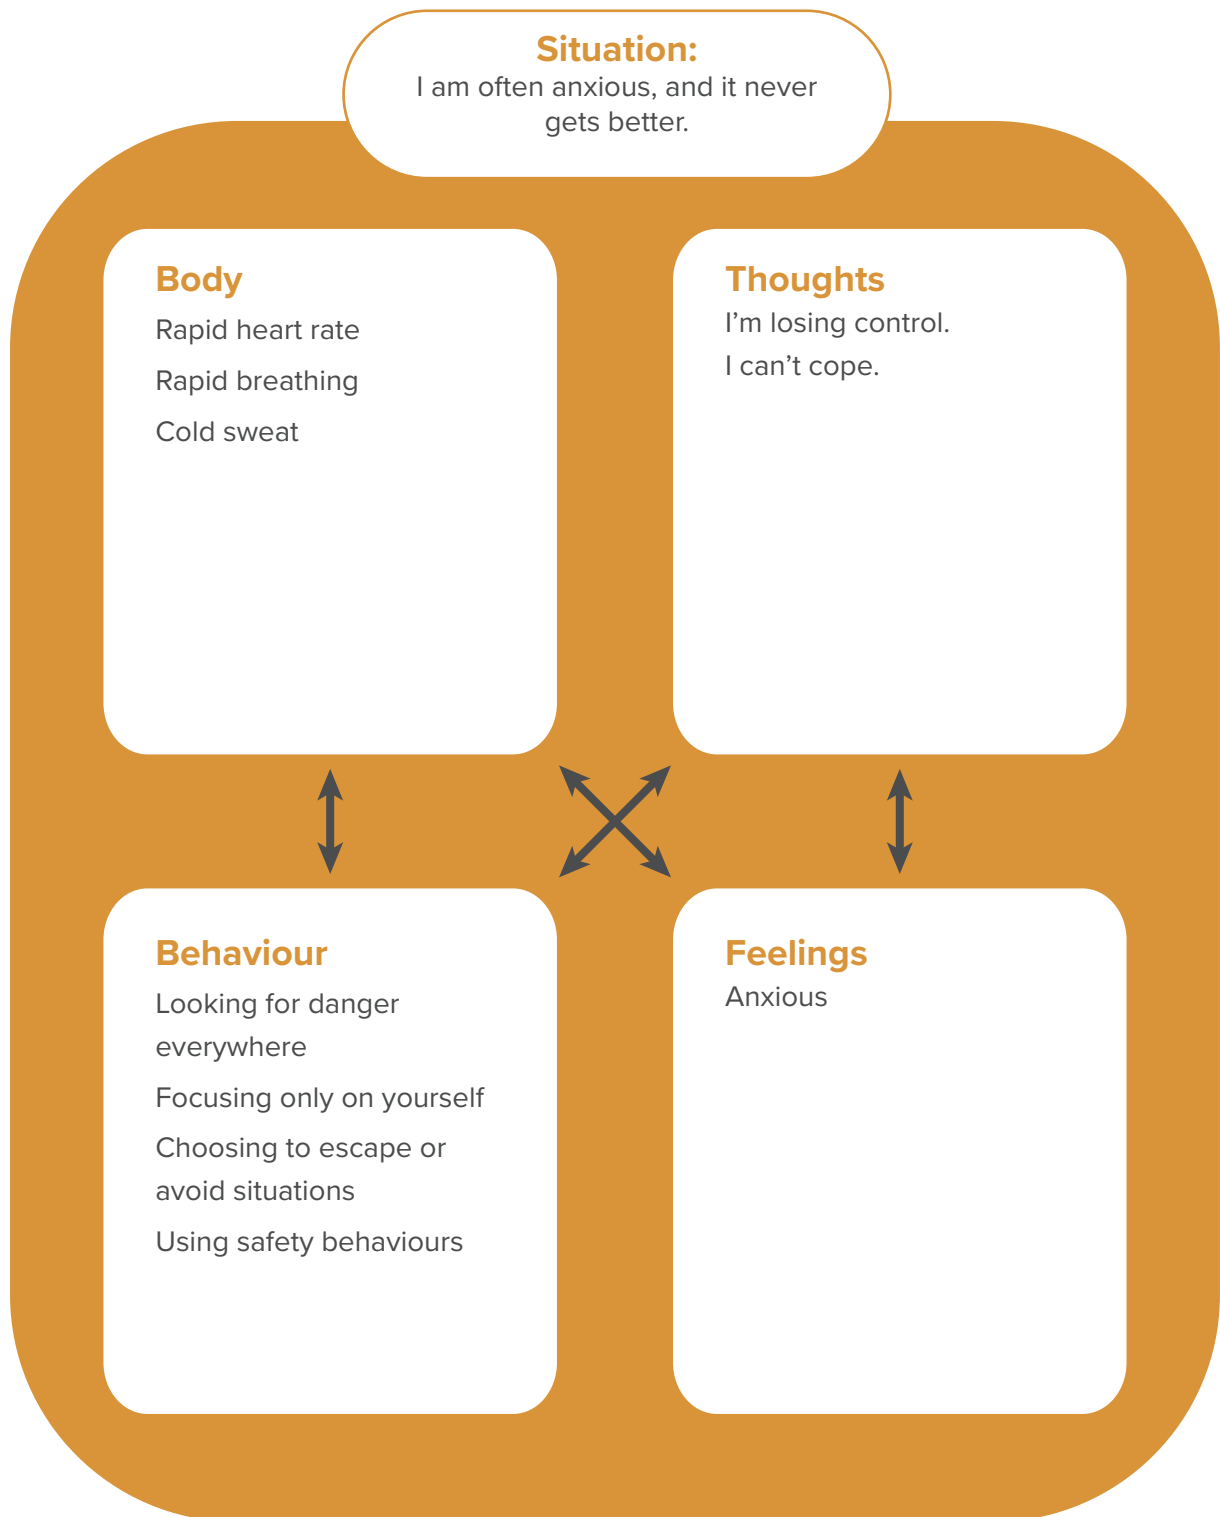 Situation:
I am often anxious, and it never
gets better.
Body
Rapid heart rate
Rapid breathing
Cold sweat
Thoughts
I’m losing control.
I can’t cope.
Behaviour
Looking for danger
everywhere
Focusing only on yourself
Choosing to escape or
avoid situations
Using safety behaviours
Feelings
Anxious